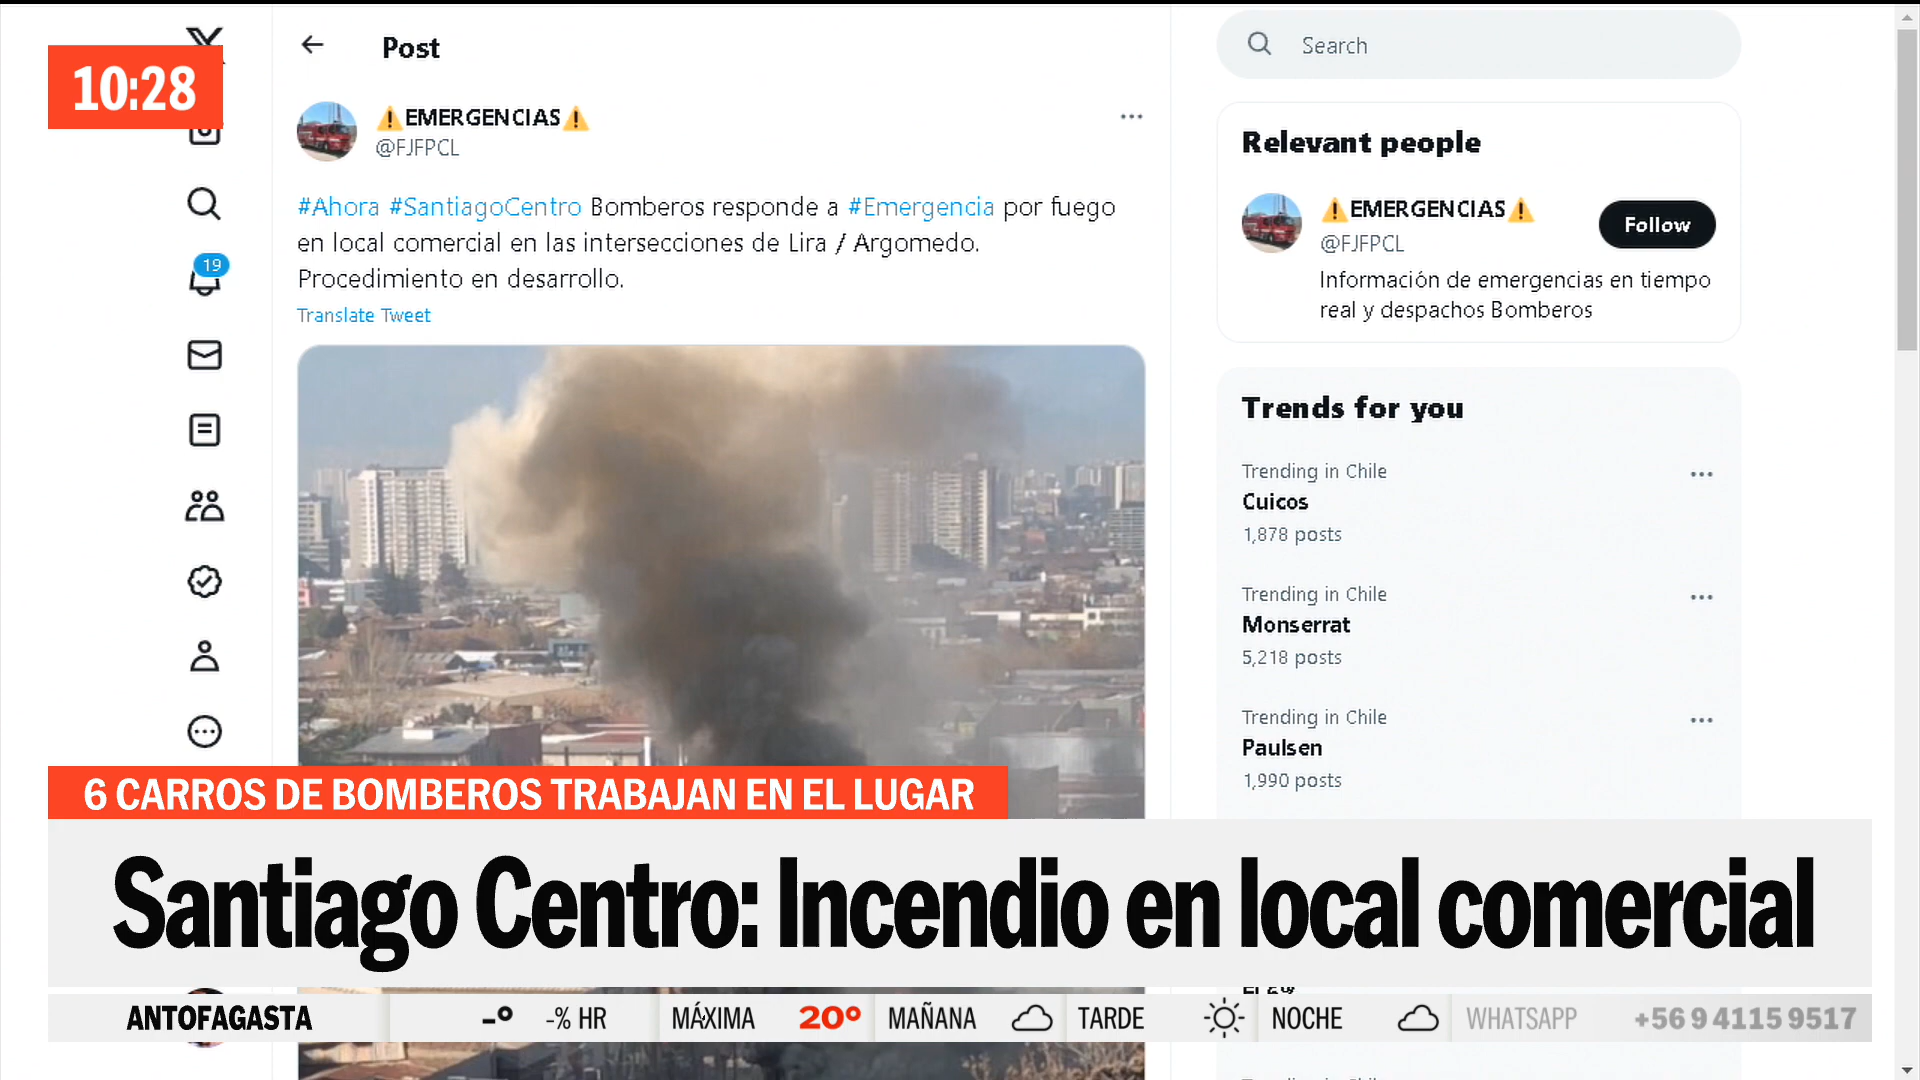 10:28
Post
Search
⚠️EMERGENCIAS⚠️
@FJFPCL
#Ahora #SantiagoCentro Bomberos responde a #Emergencia por fuego
en local comercial en las intersecciones de Lira / Argomedo.
Procedimiento en desarrollo.
Translate Tweet
19
Relevant people
⚠️EMERGENCIAS⚠️
@FJFPCL
Follow
Información de emergencias en tiempo
real y despachos Bomberos
Trends for you
Trending in Chile
Cuicos
1,878 posts
Trending in Chile
Monserrat
5,218 posts
Trending in Chile
Paulsen
1,990 posts
6 CARROS DE BOMBEROS TRABAJAN EN EL LUGAR
Santiago Centro: Incendio en local comercial
ANTOFAGASTA -° -% HR MÁXIMA 20° MAÑANA TARDE NOCHE WHATSAPP +56 9 4115 9517